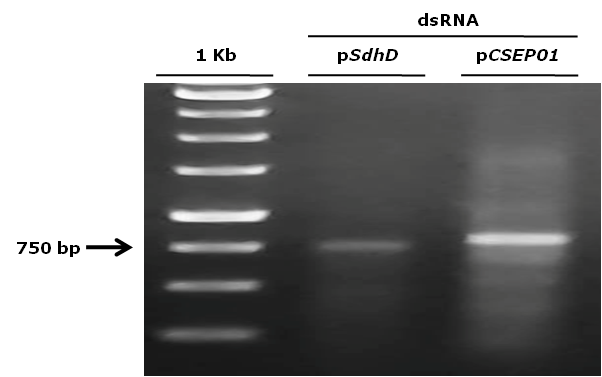 dsRNA
1 Kb pSdhD pCSEP01
750 bp